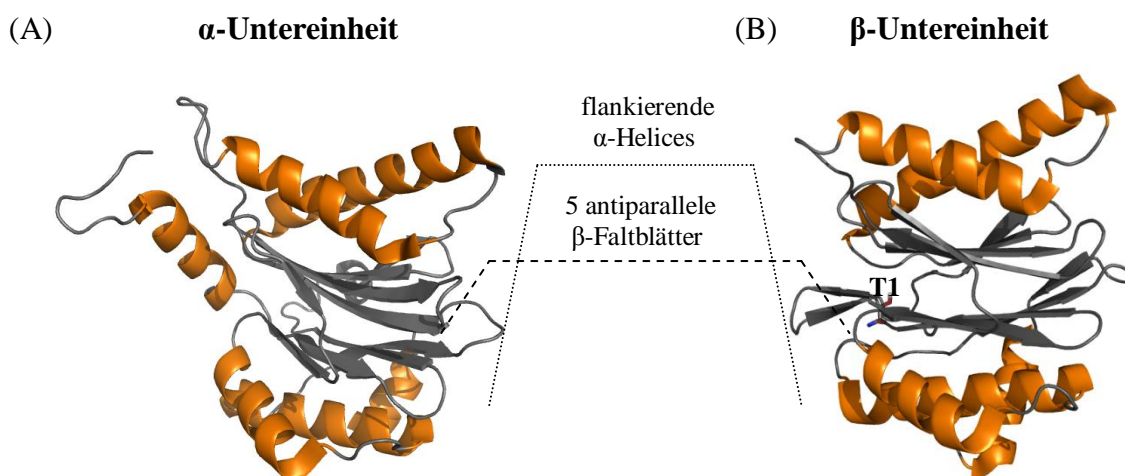 (A) α-Untereinheit
(B) β-Untereinheit
flankierende
α-Helices
5 antiparallele
β-Faltblätter
T1